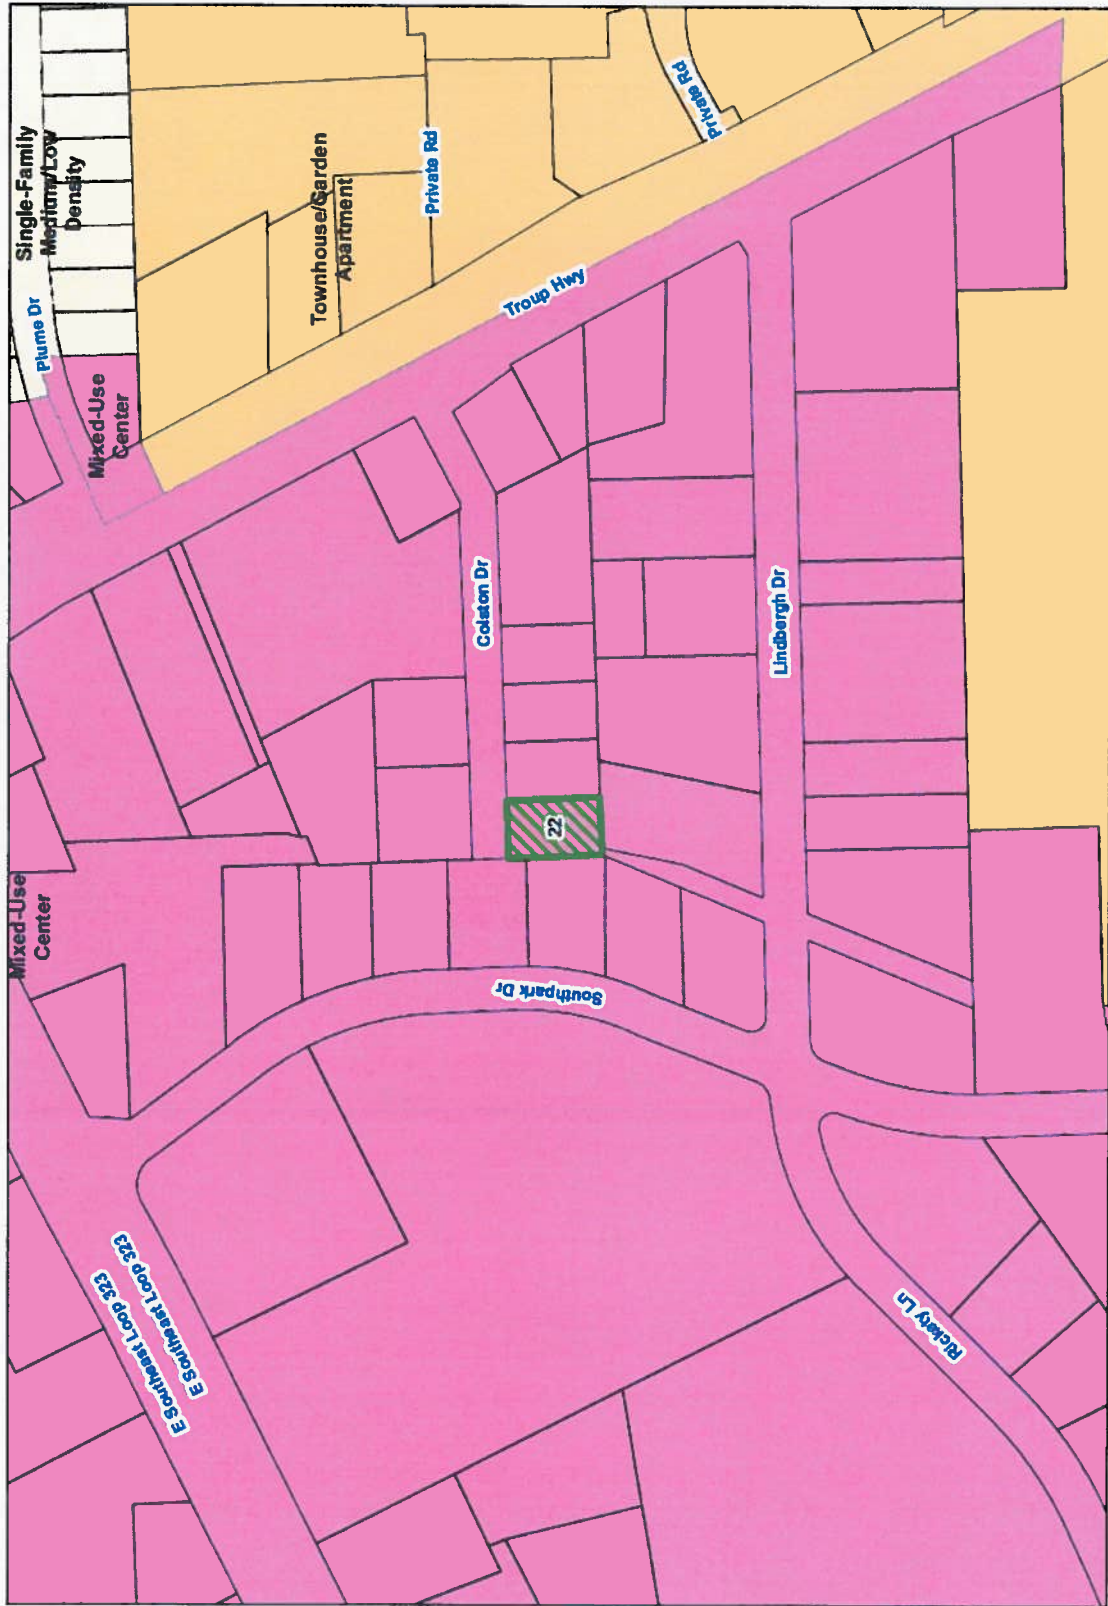 Single-Family
Medium/Low
Density
Plume Dr
Mixed-Use
Center
Townhouse/Garden
Apartment
Private Rd
Private Rd
Troup Hwy
Colston Dr
Lindbergh Dr
22
Mixed-Use
Center
Southpark Dr
E Southeast Loop 323
E Southeast Loop 323
Rickety Ln